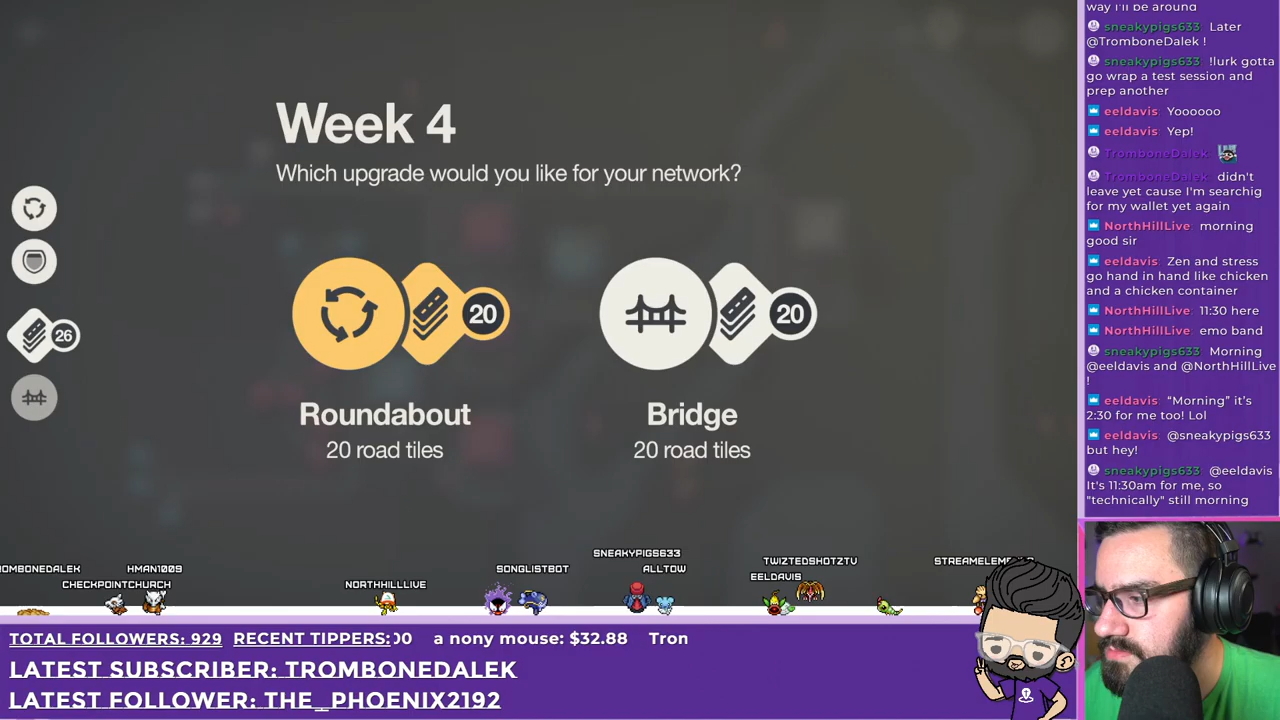 Week 4
Which upgrade would you like for your network?
26
20
Roundabout
20 road tiles
20
Bridge
20 road tiles
way I'll be around
sneakypigs633 Later
@TromboneDalek !
sneakypigs633 !lurk gotta
go wrap a test session and
prep another
eeldavis: Yoooooo
eeldavis: Yep!
TromboneDalek:
TromboneDalek: didn't
leave yet cause I'm searchig
for my wallet yet again
NorthHillLive: morning
good sir
eeldavis: Zen and stress
go hand in hand like chicken
and a chicken container
NorthHillLive: 11:30 here
NorthHillLive: emo band
sneakypigs633 Morning
@eeldavis and @NorthHillLive
!
eeldavis: “Morning” it’s
2:30 for me too! Lol
eeldavis: @sneakypigs633
but hey!
sneakypigs633 @eeldavis
It's 11:30am for me, so
"technically" still morning
OMBONEDALEK
HMAN1009
CHECKPOINTCHURCH
NORTHHILLLIVE
SONGLISTBOT
SNEAKYPIGS633
ALLTOW
TWIZTEDSHOTZTV
EELDAVIS
TOTAL FOLLOWERS: 929 RECENT TIPPERS: 00 a nony mouse: $32.88 Tron
LATEST SUBSCRIBER: TROMBONEDALEK
LATEST FOLLOWER: THE_PHOENIX2192